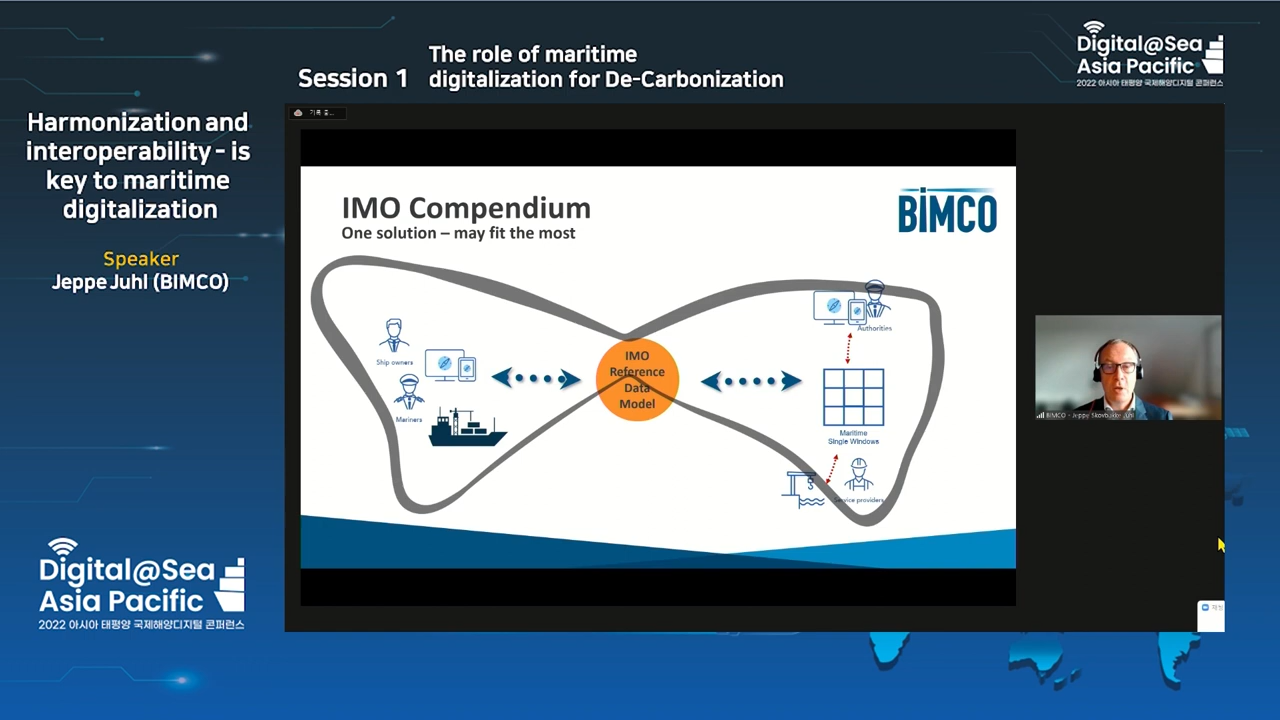 The role of maritime
Session 1 digitalization for De-Carbonization
Digital@Sea
Asia Pacific
2022 아시아 태평양 국제해양디지털 콘퍼런스
Harmonization and
interoperability - is
key to maritime
digitalization
Speaker
Jeppe Juhl (BIMCO)
기록 중...
IMO Compendium
One solution – may fit the most
BIMCO
Ship owners
Mariners
IMO
Reference
Data
Model
Authorities
Maritime
Single Windows
Service providers
BIMCO - Jeppe Skovbakke Juhl
Digital@Sea
Asia Pacific
2022 아시아 태평양 국제해양디지털 콘퍼런스